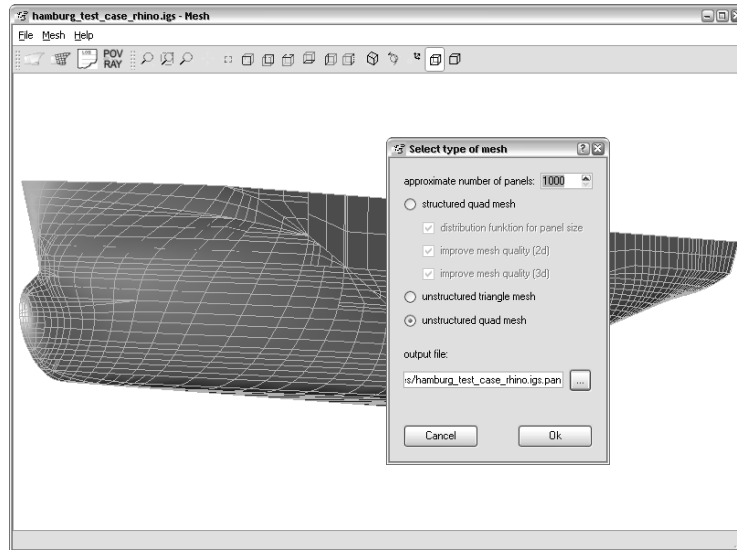 hamburg_test_case_rhino.igs - Mesh
File Mesh Help
LOG
POV
RAY
Select type of mesh
approximate number of panels: 1000
structured quad mesh
distribution funktion for panel size
improve mesh quality (2d)
improve mesh quality (3d)
unstructured triangle mesh
unstructured quad mesh
output file:
:s/hamburg_test_case_rhino.igs.pan
...
Cancel Ok